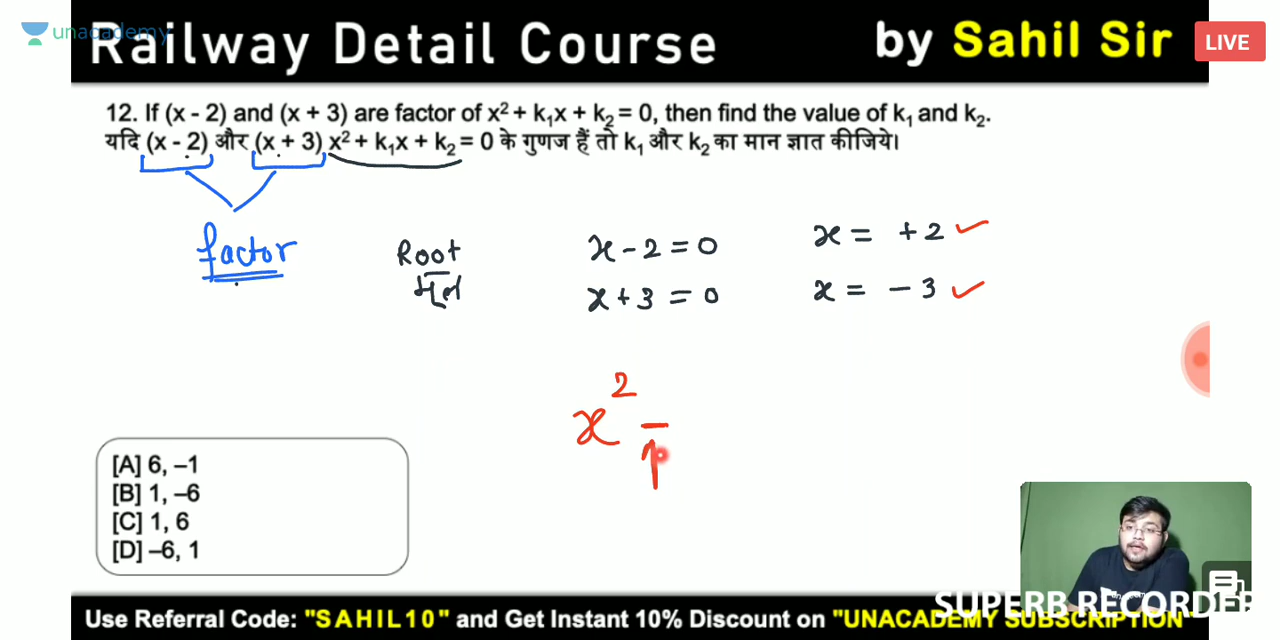 unacademy
Railway Detail Course
by Sahil Sir
LIVE
12. If (x - 2) and (x + 3) are factor of x² + k₁x + k₂ = 0, then find the value of k₁ and k₂.
यदि (x - 2) और (x + 3) x² + k₁x + k₂ = 0 के गुणज हैं तो k₁ और k₂ का मान ज्ञात कीजिये।
factor
Root
मूल
x - 2 = 0
x + 3 = 0
x = + 2 ✓
x = - 3 ✓
x² -
[A] 6, –1
[B] 1, –6
[C] 1, 6
[D] –6, 1
SUPERB RECORDER
Use Referral Code: "SAHIL10" and Get Instant 10% Discount on "UNACADEMY SUBSCRIPTION"